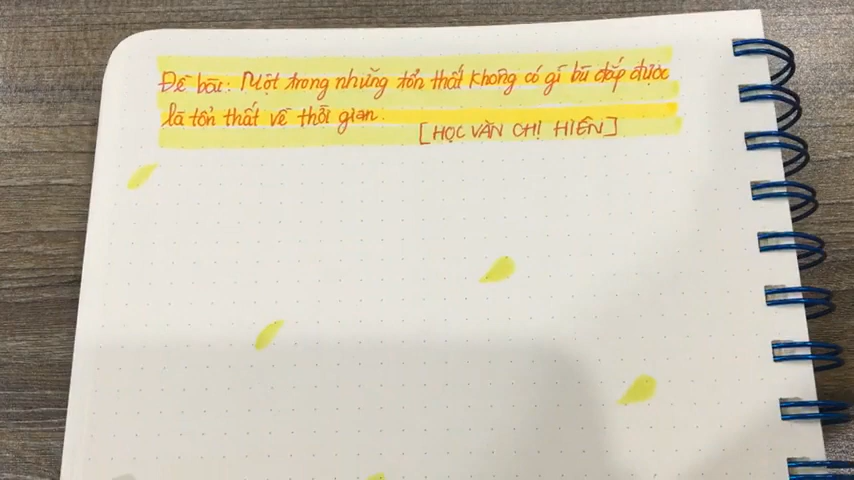 Đề bài: Một trong những tổn thất không có gì bù đắp được
là tổn thất về thời gian.
[HỌC VĂN CHỊ HIÊN]